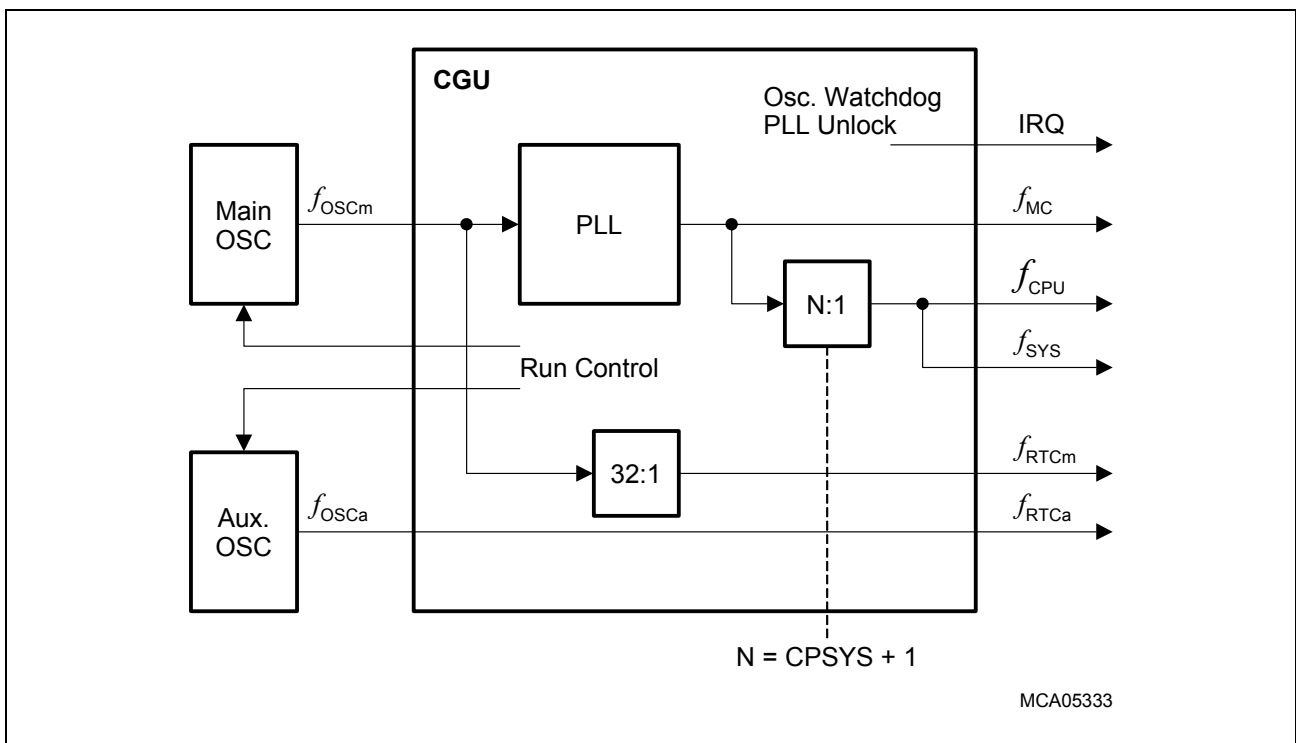 CGU
Osc. Watchdog
PLL Unlock
IRQ
Main
OSC
fOSCm
PLL
fMC
N:1
fCPU
fSYS
Run Control
32:1
fRTCm
Aux.
OSC
fOSCa
fRTCa
N = CPSYS + 1
MCA05333